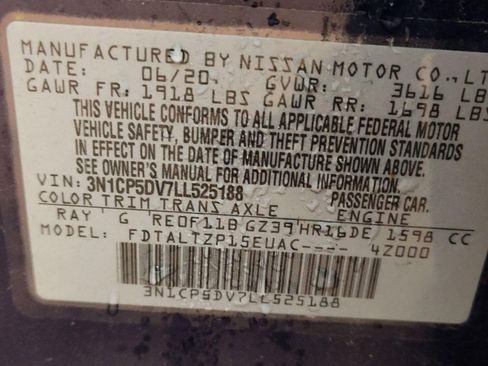 MANUFACTURED BY NISSAN MOTOR CO., LT
DATE: 06/20 GVWR: 3616 LB
GAWR FR: 1918 LBS GAWR RR: 1698 LBS
THIS VEHICLE CONFORMS TO ALL APPLICABLE FEDERAL MOTOR
VEHICLE SAFETY, BUMPER AND THEFT PREVENTION STANDARDS
IN EFFECT ON THE DATE OF MANUFACTURE SHOWN ABOVE.
SEE OWNER'S MANUAL FOR ADDITIONAL INFORMATION.
VIN: 3N1CP5DV7LL525188 PASSENGER CAR.
COLOR TRIM TRANS AXLE ENGINE
RAY G RE0F11B GZ39 HR16DE / 1598 CC
MODEL: FDTALTZP15EUAC---- 4Z000
3N1CP5DV7LL525188